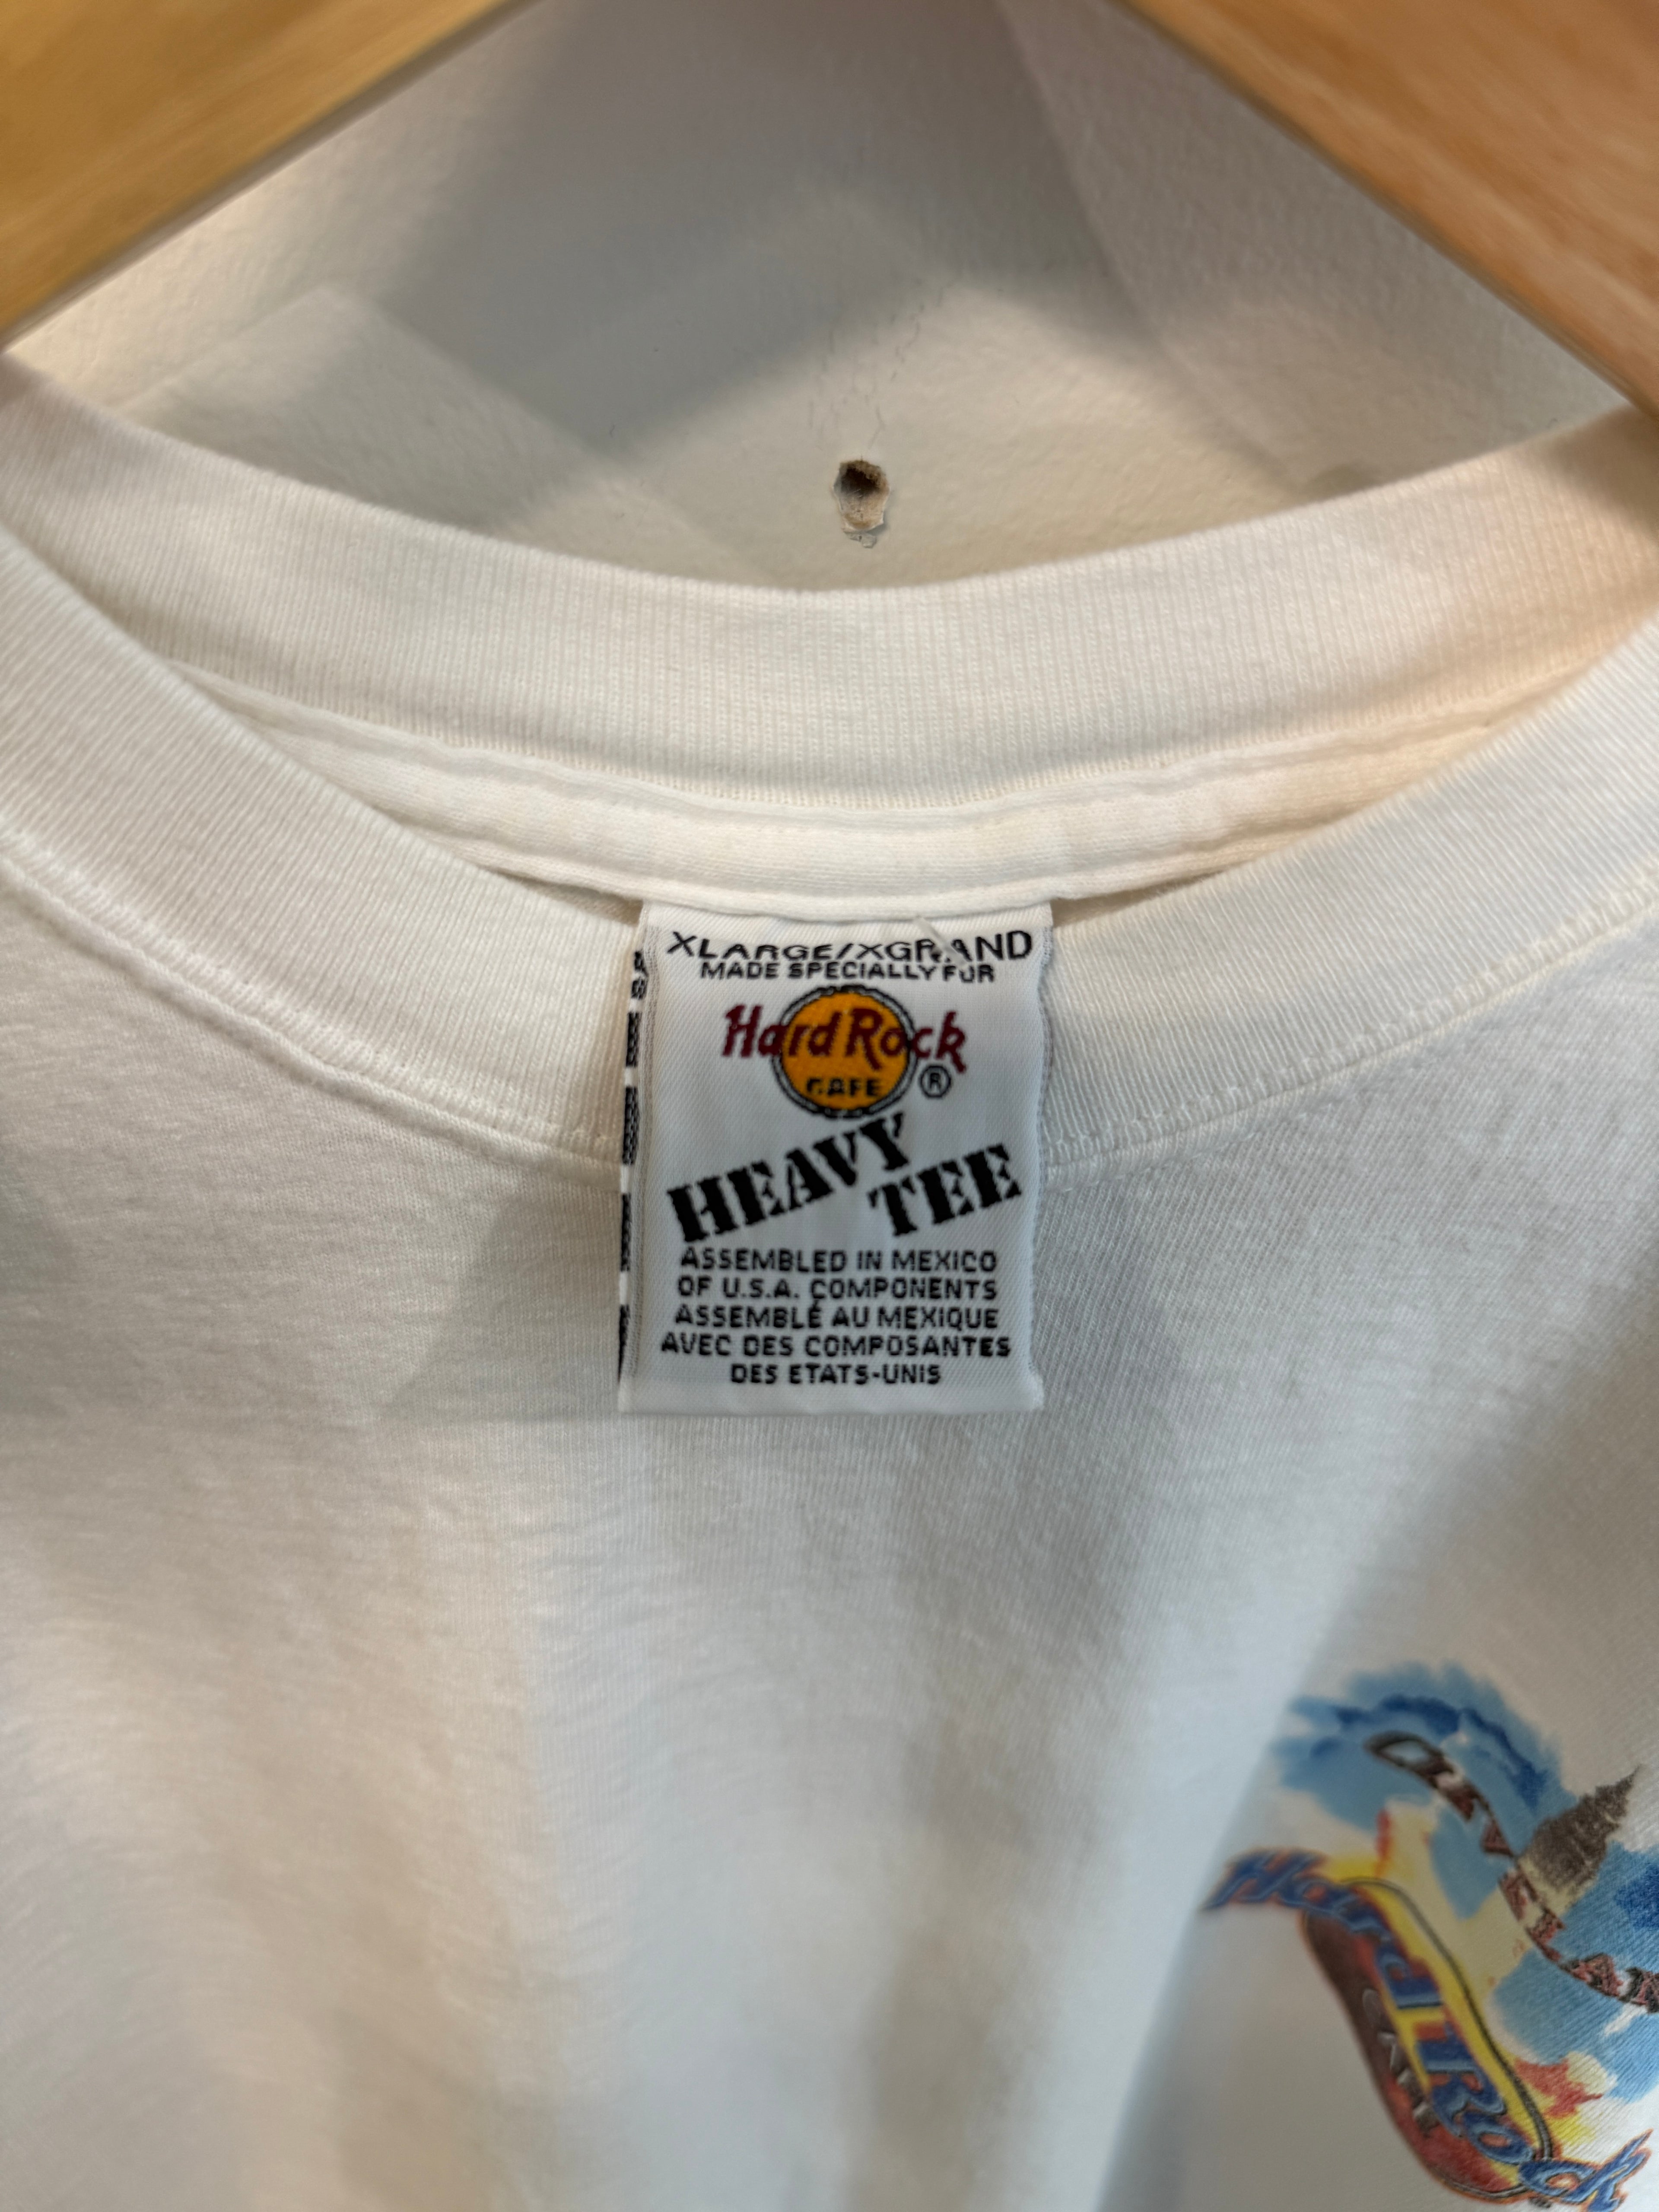 XLARGE/XGRAND
MADE SPECIALLY FOR
Hard Rock
CAFE
®
HEAVY
TEE
ASSEMBLED IN MEXICO
OF U.S.A. COMPONENTS
ASSEMBLÉ AU MEXIQUE
AVEC DES COMPOSANTES
DES ETATS-UNIS
Hard Rock
CAFE